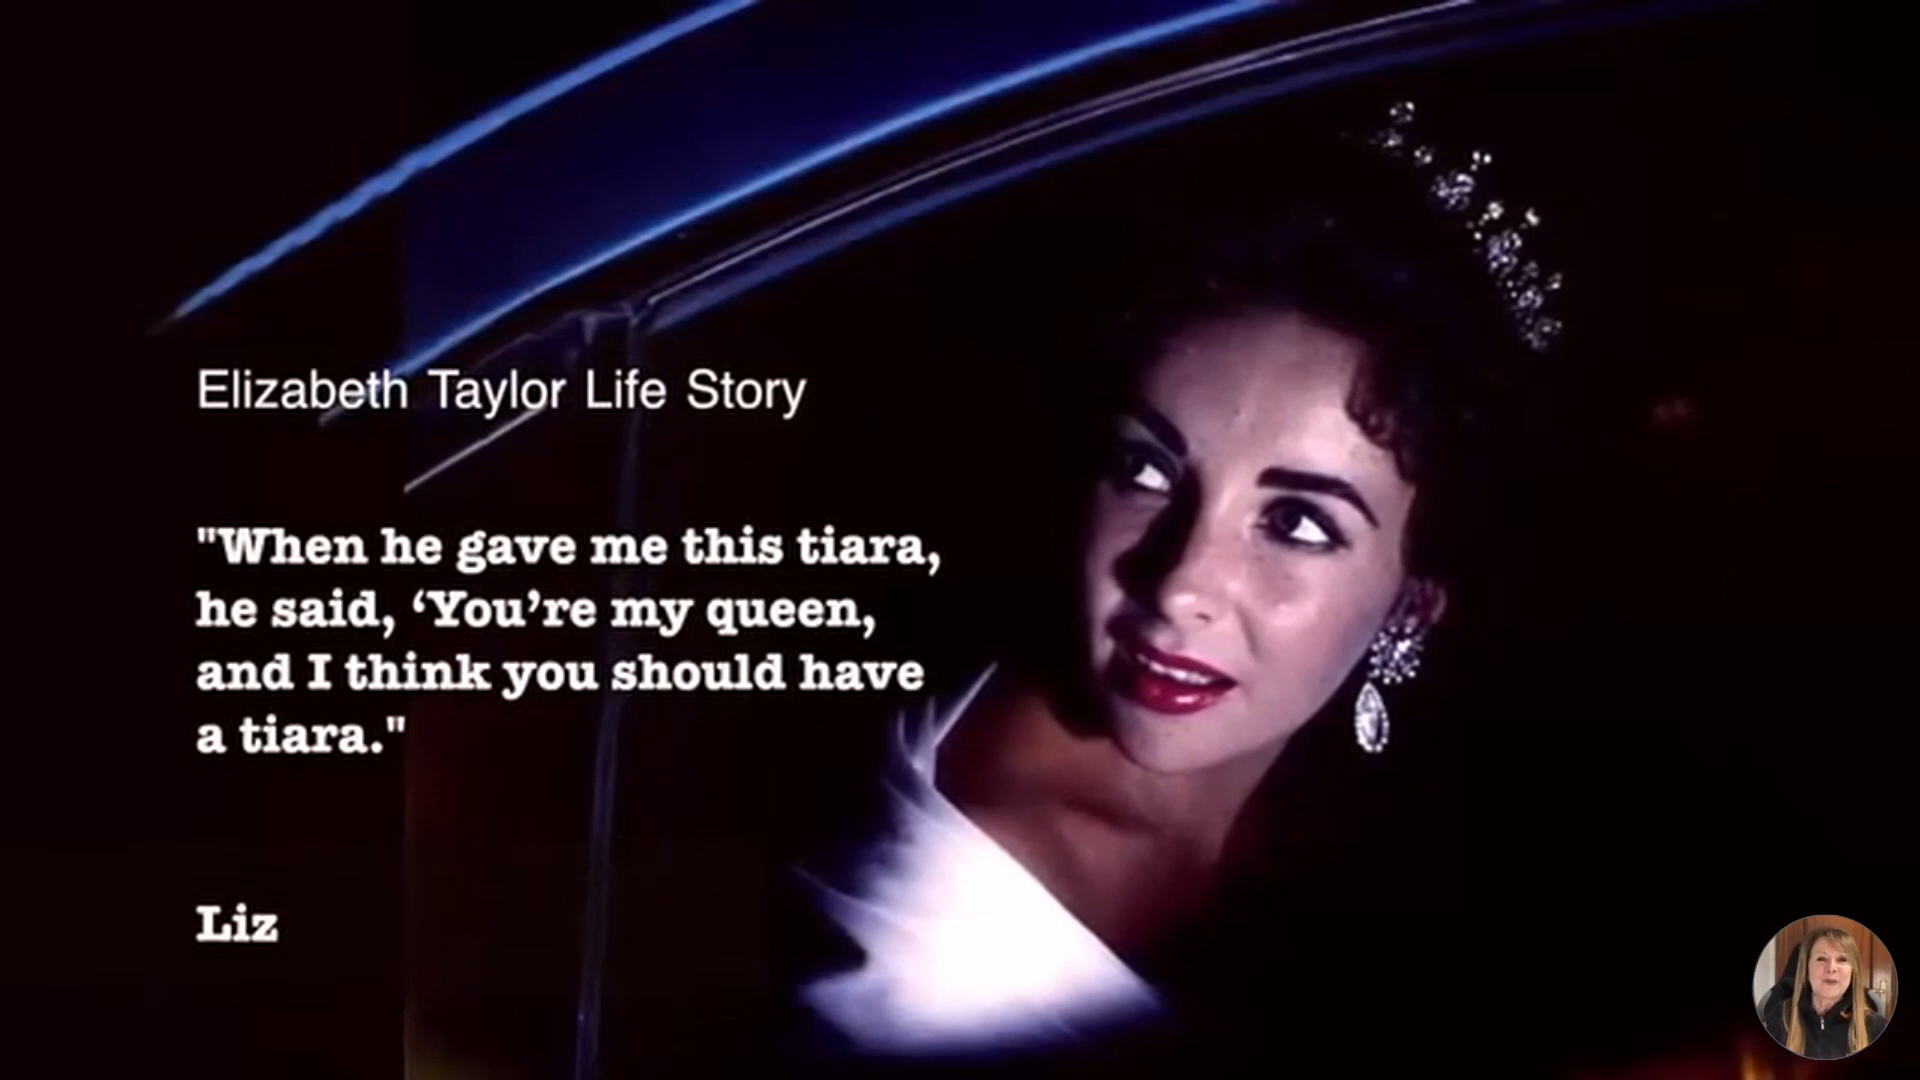 Elizabeth Taylor Life Story
"When he gave me this tiara,
he said, ‘You’re my queen,
and I think you should have
a tiara."
Liz